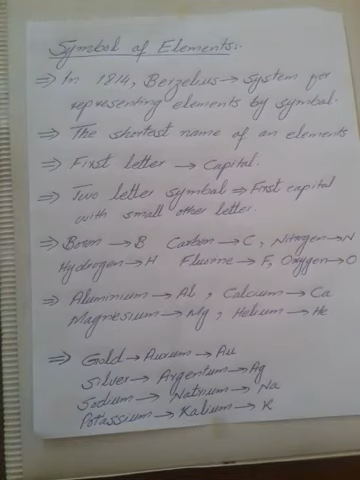 Symbol of Elements:-
⇒ In 1814, Berzelius → System for
representing elements by symbol.
⇒ The shortest name of an elements
⇒ First letter → Capital.
⇒ Two letter symbol ⇒ First capital
with small other letter.
⇒ Boron → B Carbon → C, Nitrogen → N
Hydrogen → H Fluorine → F, Oxygen → O
⇒ Aluminium → Al, Calcium → Ca
Magnesium → Mg, Helium → He
⇒ Gold → Aurum → Au
Silver → Argentum → Ag
Sodium → Natrium → Na
Potassium → Kalium → K